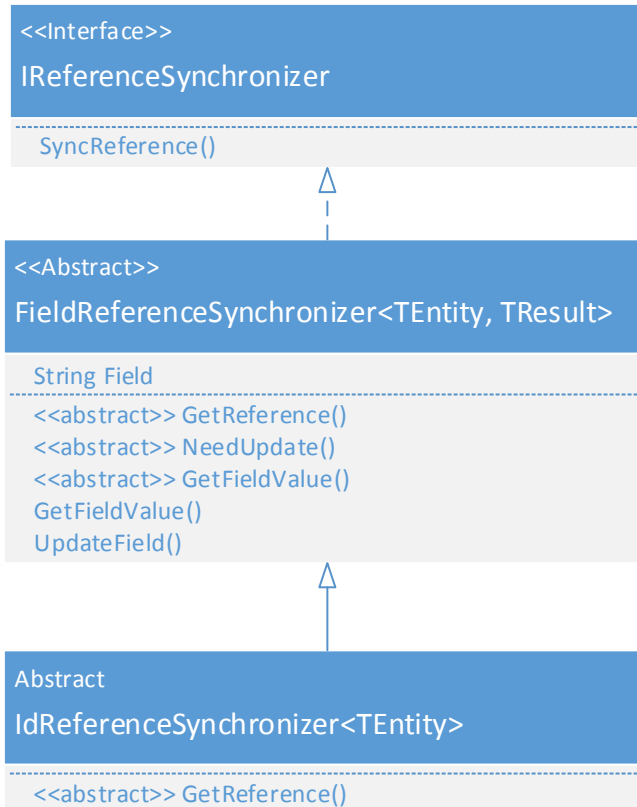 <<Interface>>
IReferenceSynchronizer
SyncReference()
<<Abstract>>
FieldReferenceSynchronizer<TEntity, TResult>
String Field
<<abstract>> GetReference()
<<abstract>> NeedUpdate()
<<abstract>> GetFieldValue()
GetFieldValue()
UpdateField()
Abstract
IdReferenceSynchronizer<TEntity>
<<abstract>> GetReference()